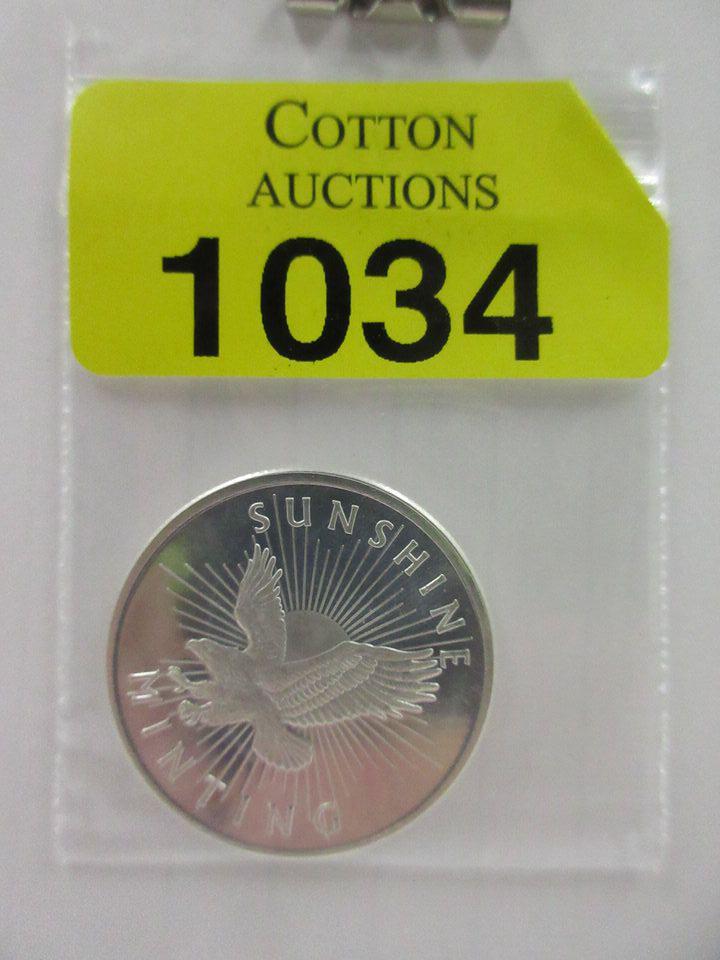 COTTON
AUCTIONS
1034
SUNSHINE
MINTING